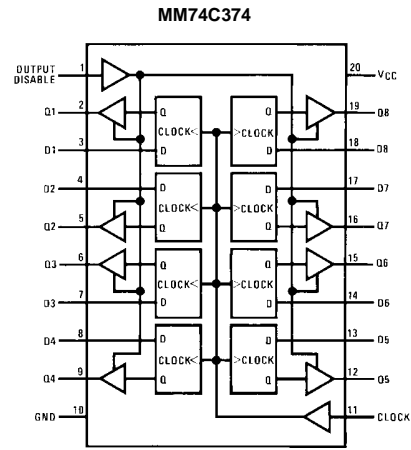 MM74C374
OUTPUT DISABLE 1 20 VCC
Q1 2 Q CLOCK< >CLOCK Q 19 Q8
D1 3 D D 18 D8
D2 4 D D 17 D7
Q2 5 CLOCK< Q >CLOCK Q 16 Q7
Q3 6 Q CLOCK< Q >CLOCK 15 Q6
D3 7 D D 14 D6
D4 8 D D 13 D5
Q4 9 CLOCK< Q >CLOCK Q 12 Q5
GND 10 11 CLOCK